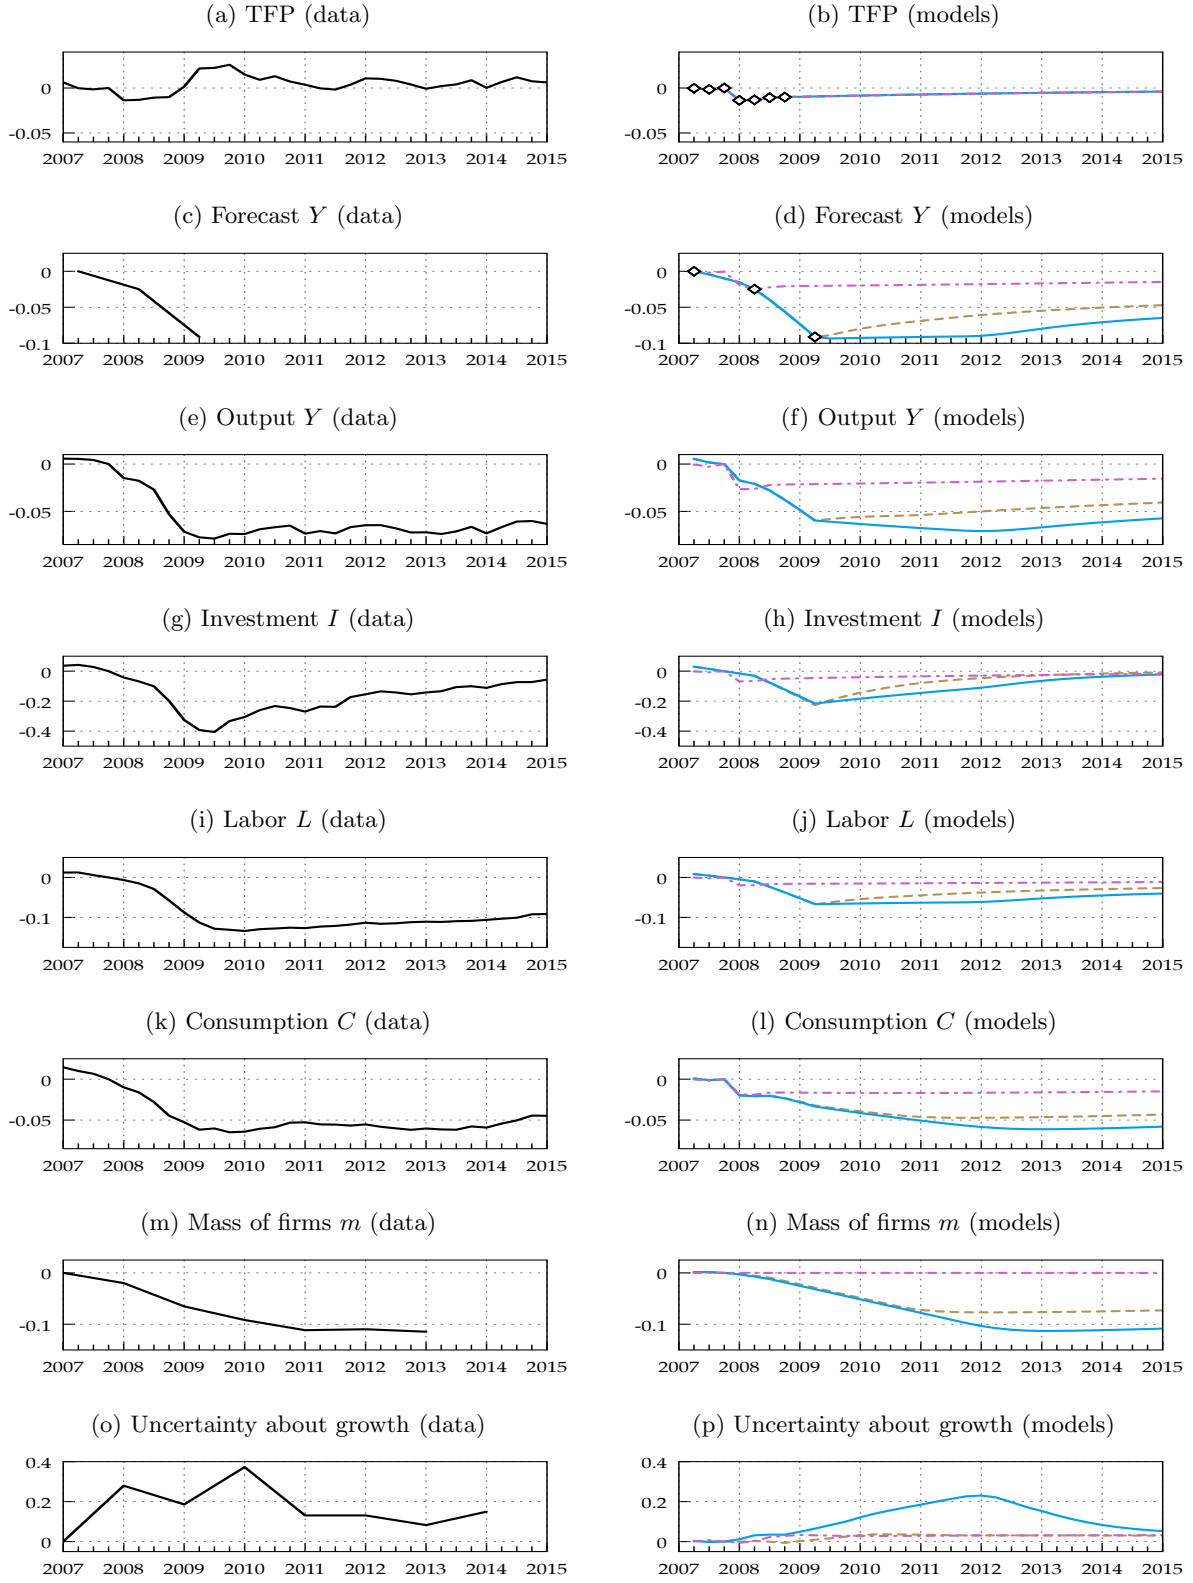 (a) TFP (data)
0
-0.05
2007 2008 2009 2010 2011 2012 2013 2014 2015
(b) TFP (models)
0
-0.05
2007 2008 2009 2010 2011 2012 2013 2014 2015
(c) Forecast Y (data)
0
-0.05
-0.1
2007 2008 2009 2010 2011 2012 2013 2014 2015
(d) Forecast Y (models)
0
-0.05
-0.1
2007 2008 2009 2010 2011 2012 2013 2014 2015
(e) Output Y (data)
0
-0.05
2007 2008 2009 2010 2011 2012 2013 2014 2015
(f) Output Y (models)
0
-0.05
2007 2008 2009 2010 2011 2012 2013 2014 2015
(g) Investment I (data)
0
-0.2
-0.4
2007 2008 2009 2010 2011 2012 2013 2014 2015
(h) Investment I (models)
0
-0.2
-0.4
2007 2008 2009 2010 2011 2012 2013 2014 2015
(i) Labor L (data)
0
-0.1
2007 2008 2009 2010 2011 2012 2013 2014 2015
(j) Labor L (models)
0
-0.1
2007 2008 2009 2010 2011 2012 2013 2014 2015
(k) Consumption C (data)
0
-0.05
2007 2008 2009 2010 2011 2012 2013 2014 2015
(l) Consumption C (models)
0
-0.05
2007 2008 2009 2010 2011 2012 2013 2014 2015
(m) Mass of firms m (data)
0
-0.1
2007 2008 2009 2010 2011 2012 2013 2014 2015
(n) Mass of firms m (models)
0
-0.1
2007 2008 2009 2010 2011 2012 2013 2014 2015
(o) Uncertainty about growth (data)
0.4
0.2
0
2007 2008 2009 2010 2011 2012 2013 2014 2015
(p) Uncertainty about growth (models)
0.4
0.2
0
2007 2008 2009 2010 2011 2012 2013 2014 2015